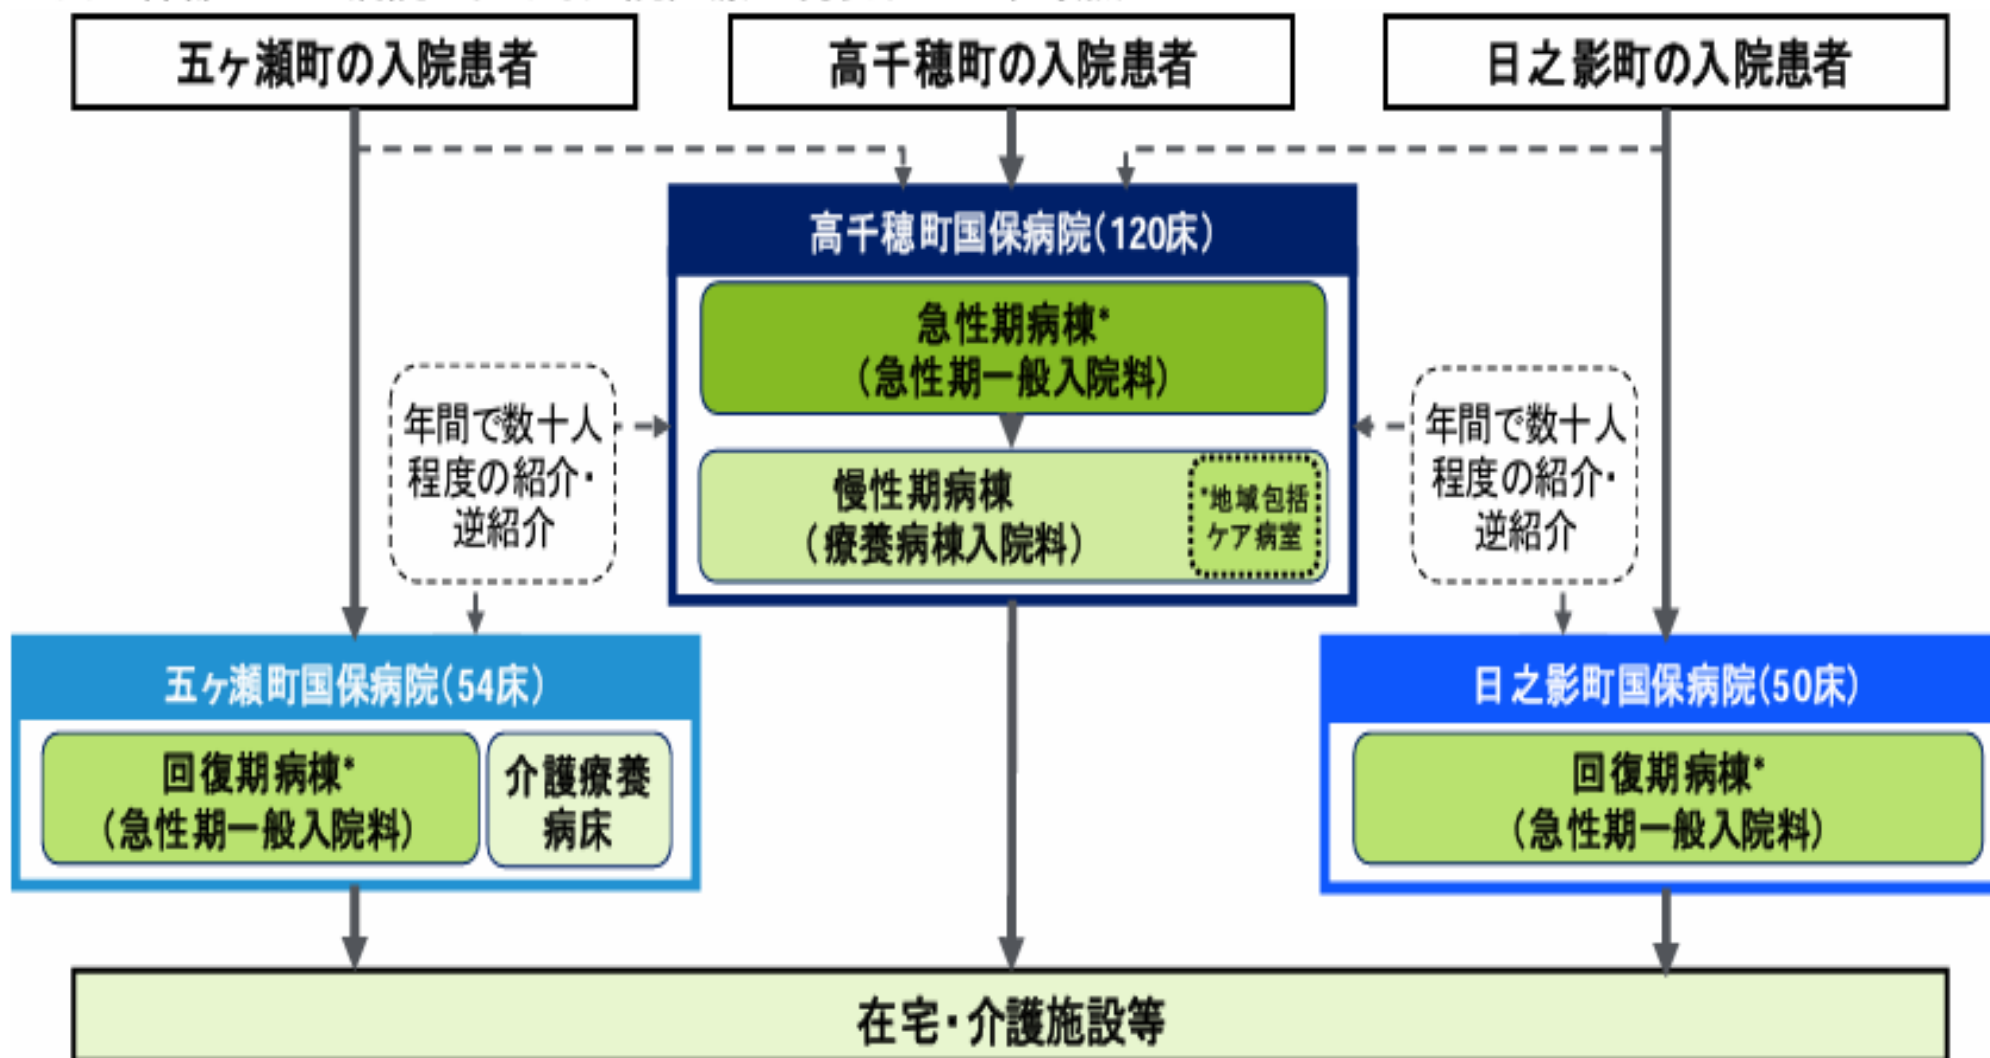 五ヶ瀬町の入院患者
高千穂町の入院患者
日之影町の入院患者
高千穂町国保病院(120床)
急性期病棟*
(急性期一般入院料)
年間で数十人
程度の紹介・
逆紹介
慢性期病棟
(療養病棟入院料)
*地域包括
ケア病室
年間で数十人
程度の紹介・
逆紹介
五ヶ瀬町国保病院(54床)
回復期病棟*
(急性期一般入院料)
介護療養
病床
日之影町国保病院(50床)
回復期病棟*
(急性期一般入院料)
在宅・介護施設等